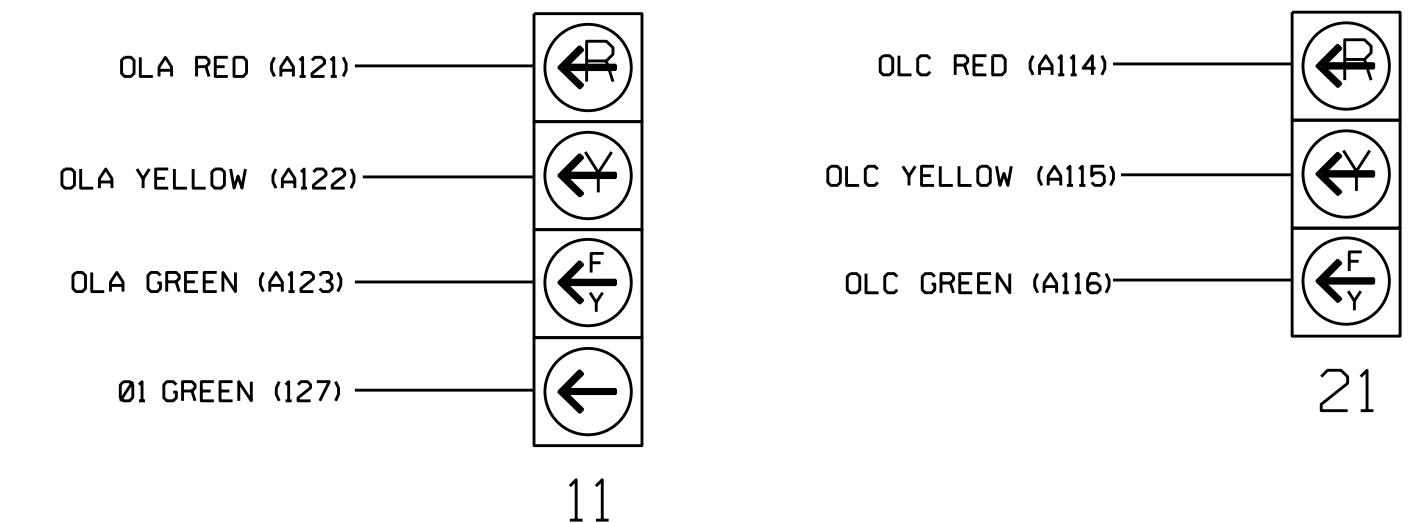 OLA RED (A121)
R
OLA YELLOW (A122)
Y
OLA GREEN (A123)
F
Y
Ø1 GREEN (127)
11
OLC RED (A114)
R
OLC YELLOW (A115)
Y
OLC GREEN (A116)
F
Y
21